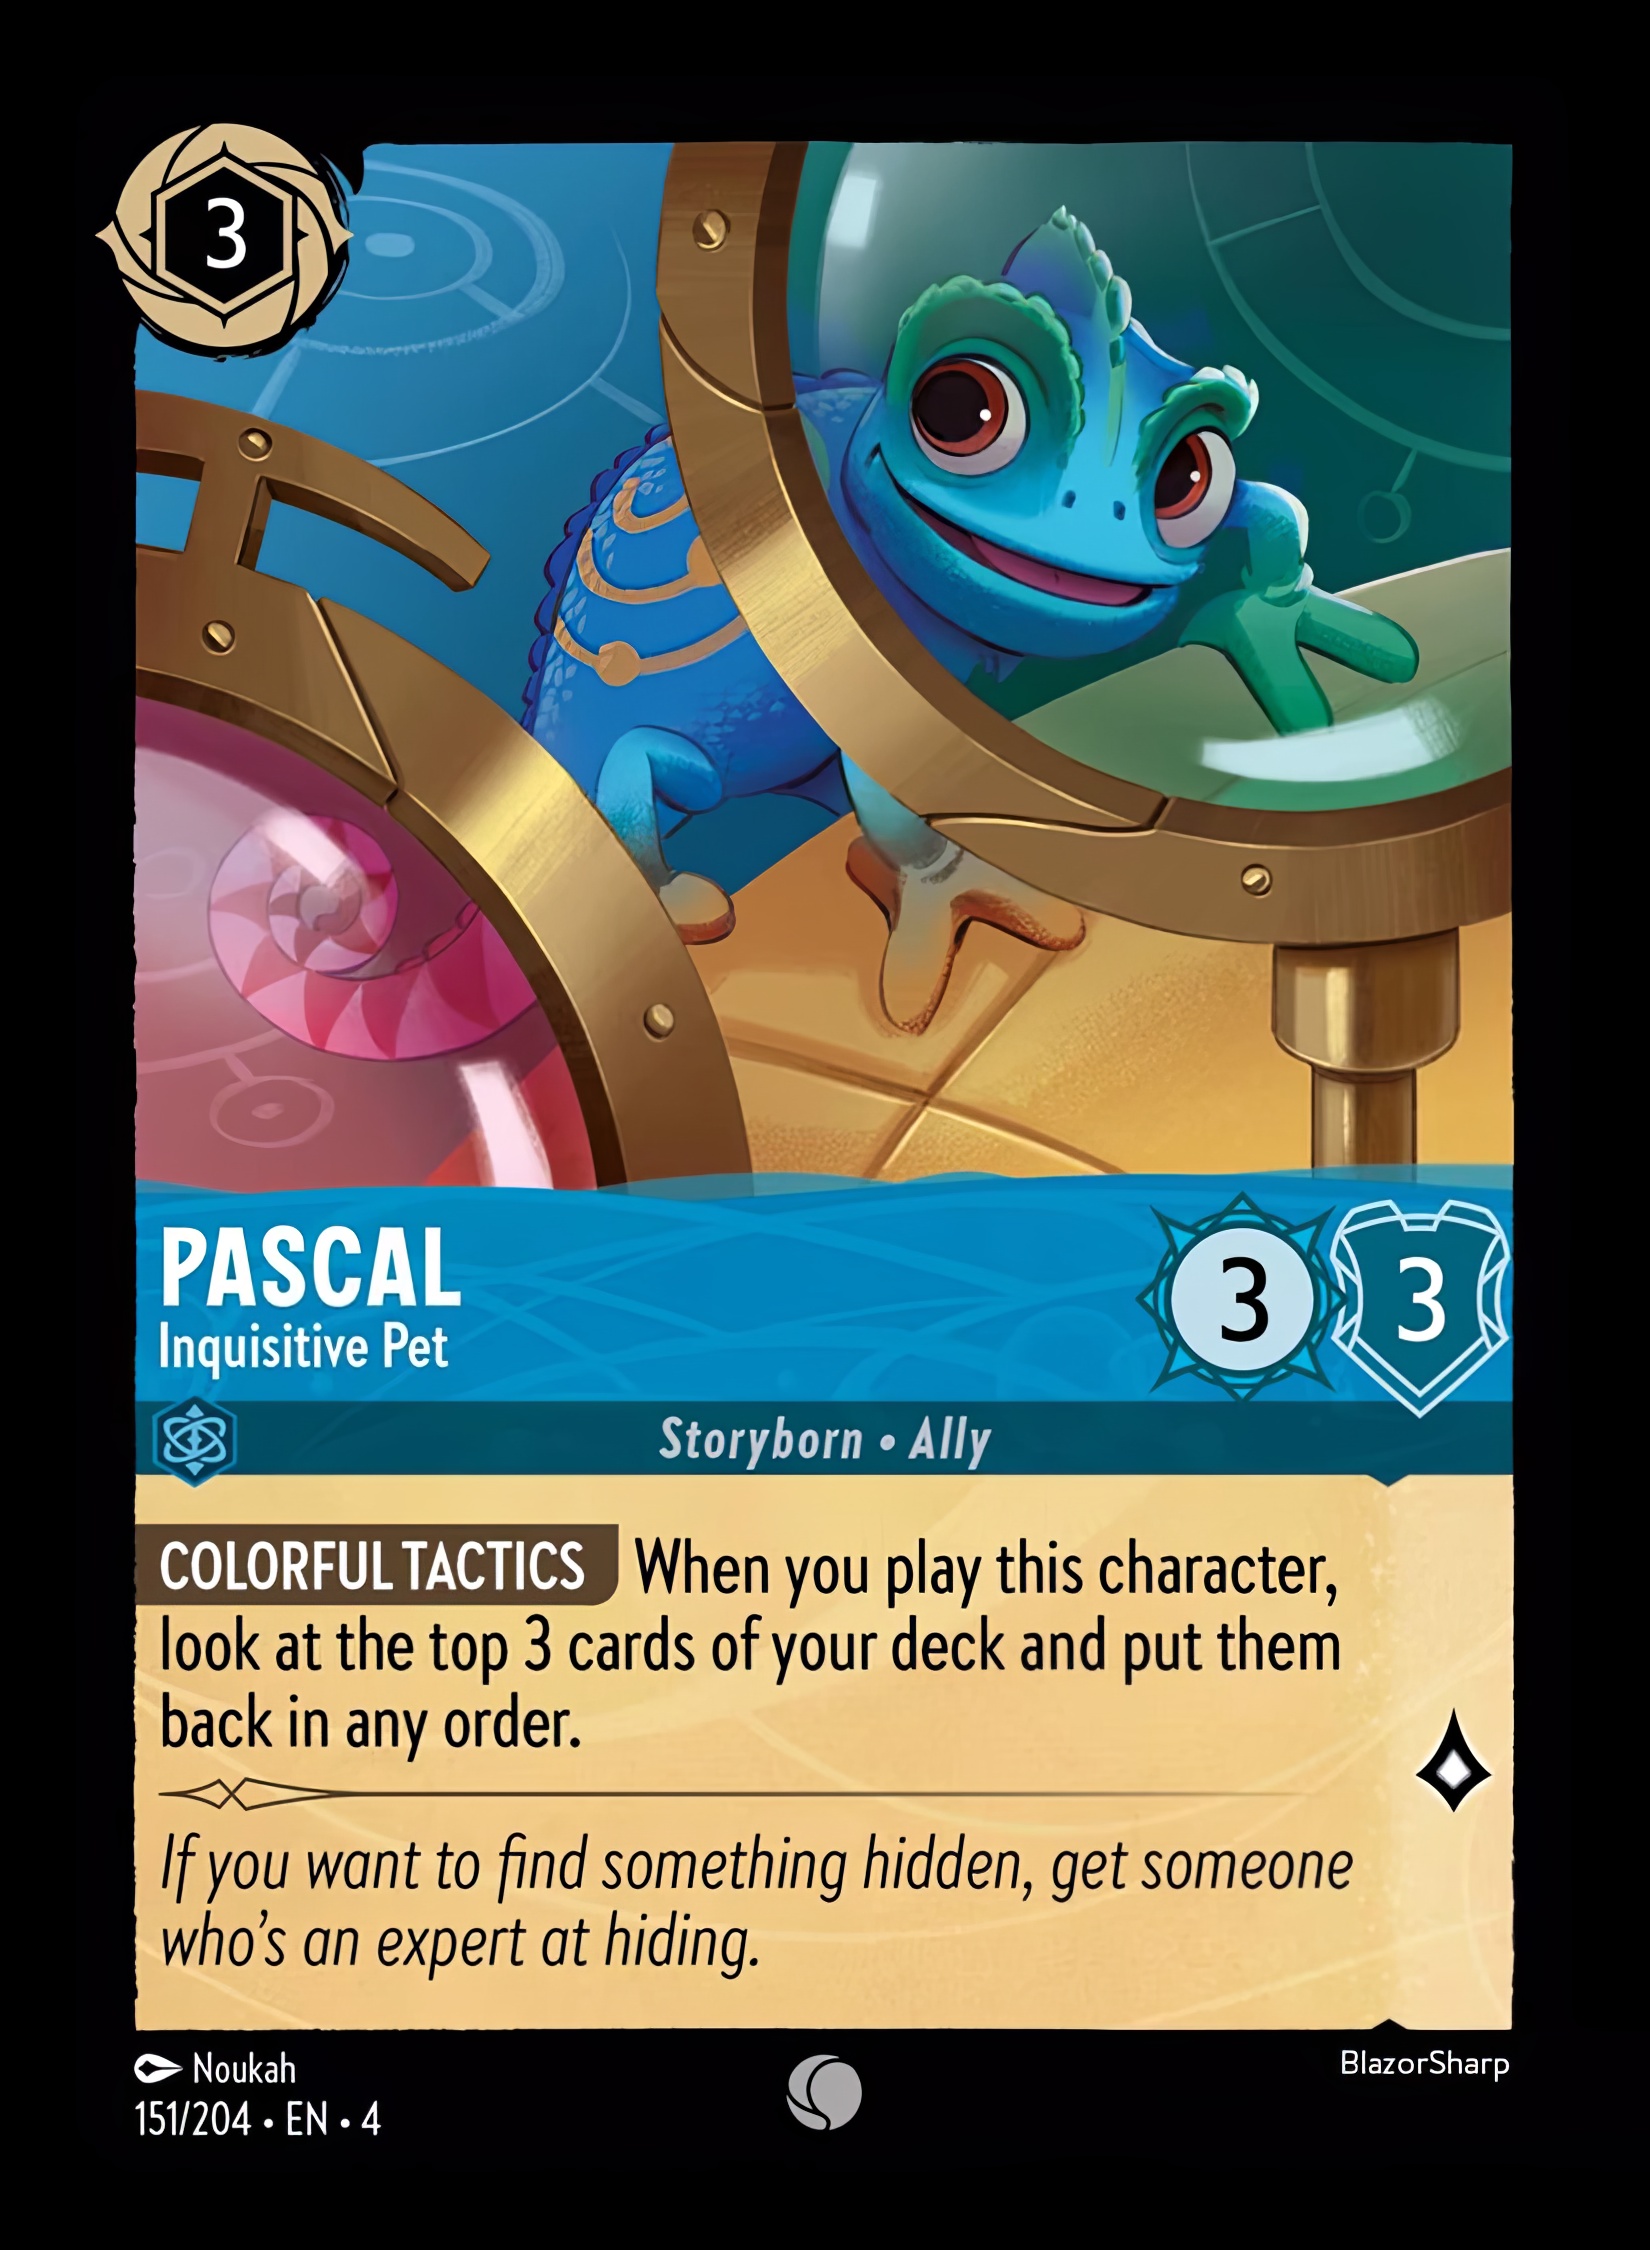 3
PASCAL
Inquisitive Pet
3
3
Storyborn • Ally
COLORFUL TACTICS When you play this character,
look at the top 3 cards of your deck and put them
back in any order.
If you want to find something hidden, get someone
who's an expert at hiding.
Noukah
BlazorSharp
151/204 • EN • 4